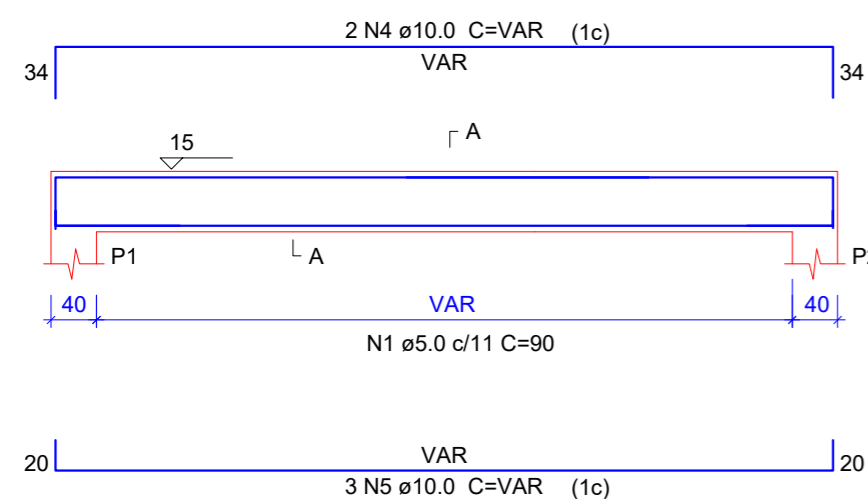 2 N4 ø10.0 C=VAR (1c)
VAR
34
34
A
15
A
P1
40
VAR
40
N1 ø5.0 c/11 C=90
VAR
20
20
3 N5 ø10.0 C=VAR (1c)